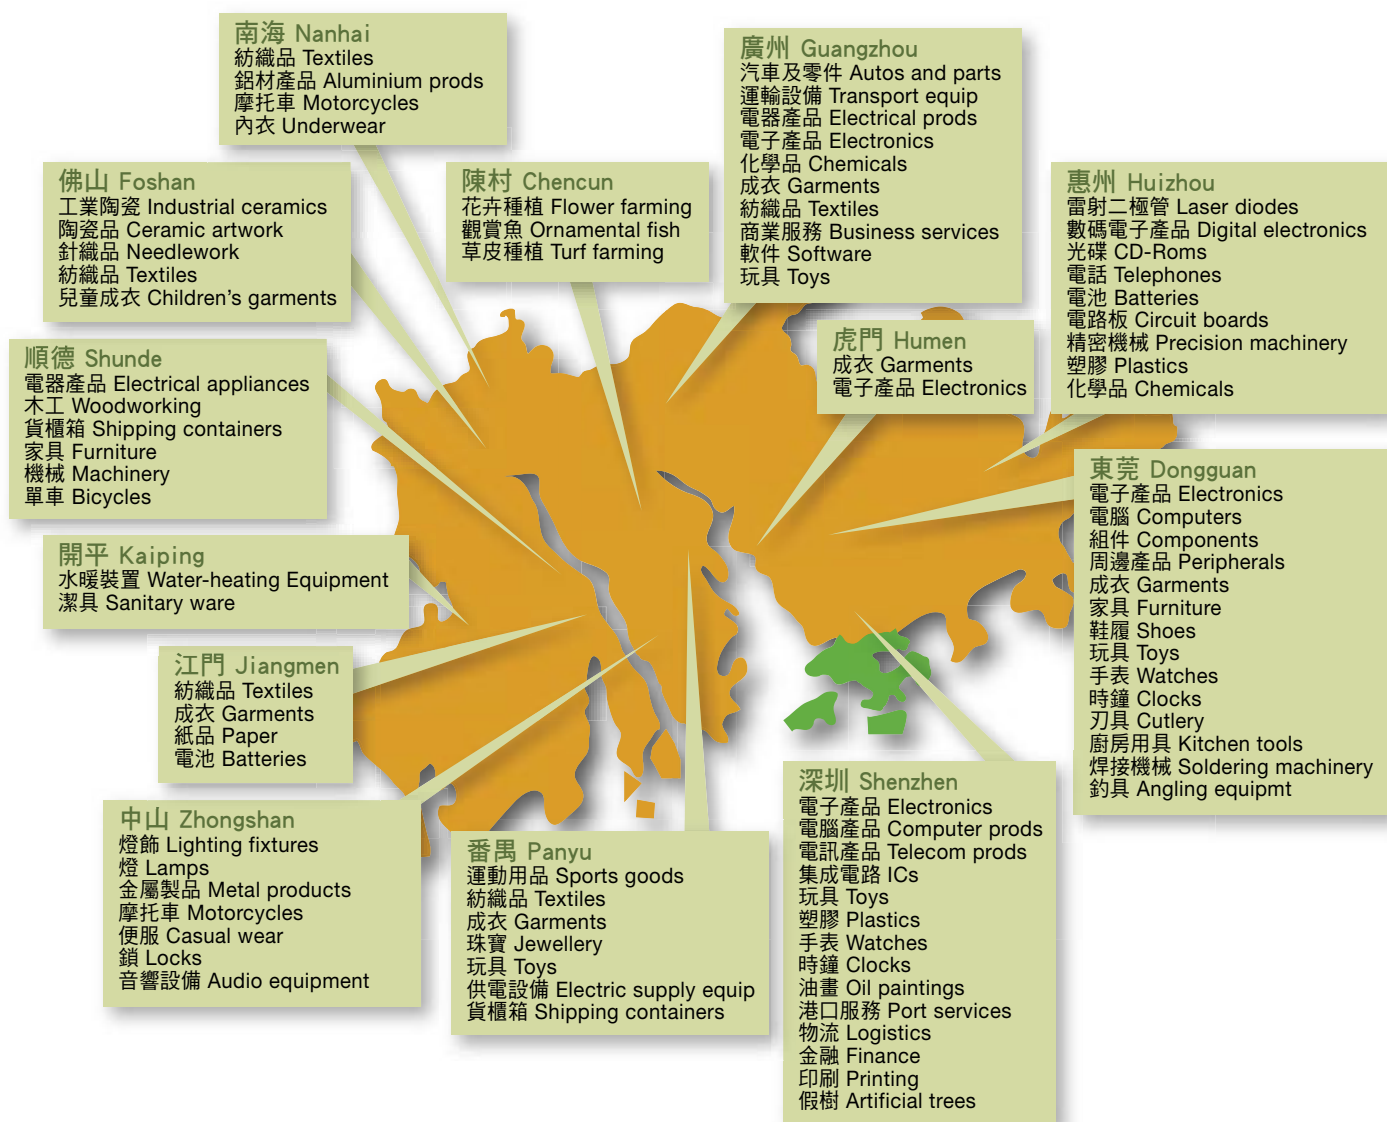 南海 Nanhai
紡織品 Textiles
鋁材產品 Aluminium prods
摩托車 Motorcycles
內衣 Underwear
廣州 Guangzhou
汽車及零件 Autos and parts
運輸設備 Transport equip
電器產品 Electrical prods
電子產品 Electronics
化學品 Chemicals
成衣 Garments
紡織品 Textiles
商業服務 Business services
軟件 Software
玩具 Toys
佛山 Foshan
工業陶瓷 Industrial ceramics
陶瓷品 Ceramic artwork
針織品 Needlework
紡織品 Textiles
兒童成衣 Children's garments
陳村 Chencun
花卉種植 Flower farming
觀賞魚 Ornamental fish
草皮種植 Turf farming
惠州 Huizhou
雷射二極管 Laser diodes
數碼電子產品 Digital electronics
光碟 CD-Roms
電話 Telephones
電池 Batteries
電路板 Circuit boards
精密機械 Precision machinery
塑膠 Plastics
化學品 Chemicals
虎門 Humen
成衣 Garments
電子產品 Electronics
順德 Shunde
電器產品 Electrical appliances
木工 Woodworking
貨櫃箱 Shipping containers
家具 Furniture
機械 Machinery
單車 Bicycles
東莞 Dongguan
電子產品 Electronics
電腦 Computers
組件 Components
周邊產品 Peripherals
成衣 Garments
家具 Furniture
鞋履 Shoes
玩具 Toys
手表 Watches
時鐘 Clocks
刃具 Cutlery
廚房用具 Kitchen tools
焊接機械 Soldering machinery
釣具 Angling equipmt
開平 Kaiping
水暖裝置 Water-heating Equipment
潔具 Sanitary ware
江門 Jiangmen
紡織品 Textiles
成衣 Garments
紙品 Paper
電池 Batteries
中山 Zhongshan
燈飾 Lighting fixtures
燈 Lamps
金屬製品 Metal products
摩托車 Motorcycles
便服 Casual wear
鎖 Locks
音響設備 Audio equipment
番禺 Panyu
運動用品 Sports goods
紡織品 Textiles
成衣 Garments
珠寶 Jewellery
玩具 Toys
供電設備 Electric supply equip
貨櫃箱 Shipping containers
深圳 Shenzhen
電子產品 Electronics
電腦產品 Computer prods
電訊產品 Telecom prods
集成電路 ICs
玩具 Toys
塑膠 Plastics
手表 Watches
時鐘 Clocks
油畫 Oil paintings
港口服務 Port services
物流 Logistics
金融 Finance
印刷 Printing
假樹 Artificial trees